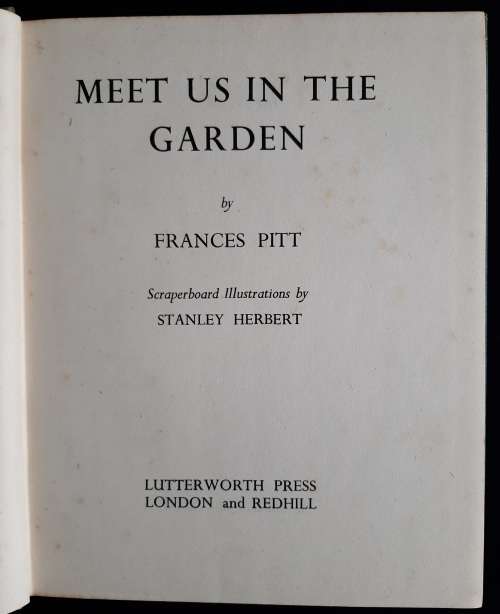 MEET US IN THE
GARDEN
by
FRANCES PITT
Scraperboard Illustrations by
STANLEY HERBERT
LUTTERWORTH PRESS
LONDON and REDHILL